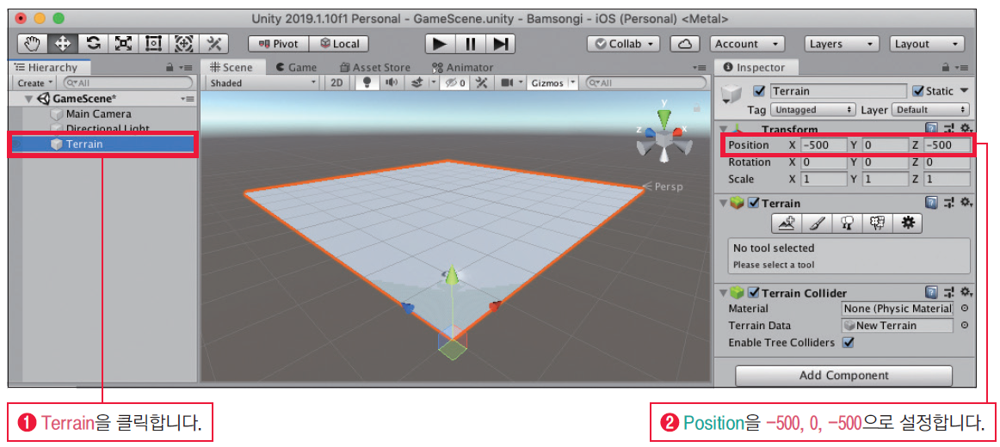 Unity 2019.1.10f1 Personal - GameScene.unity - Bamsongi - iOS (Personal) <Metal>
Pivot Local Collab Account Layers Layout
Hierarchy
Create All
GameScene*
Main Camera
Directional Light
Terrain
Scene Game Asset Store Animator
Shaded 2D 0 Gizmos All
y
z x
Persp
Inspector
Terrain Static
Tag Untagged Layer Default
Transform
Position X -500 Y 0 Z -500
Rotation X 0 Y 0 Z 0
Scale X 1 Y 1 Z 1
Terrain
No tool selected
Please select a tool
Terrain Collider
Material None (Physic Material
Terrain Data New Terrain
Enable Tree Colliders
Add Component
❶ Terrain을 클릭합니다.
❷ Position을 -500, 0, -500으로 설정합니다.